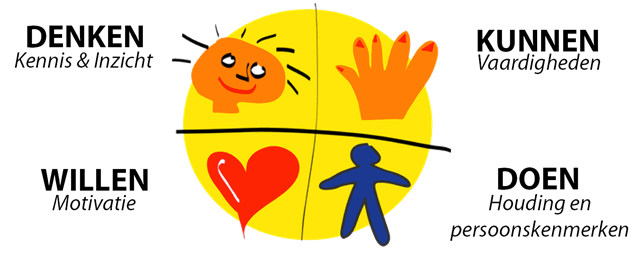 DENKEN
Kennis & Inzicht
KUNNEN
Vaardigheden
WILLEN
Motivatie
DOEN
Houding en
persoonskenmerken